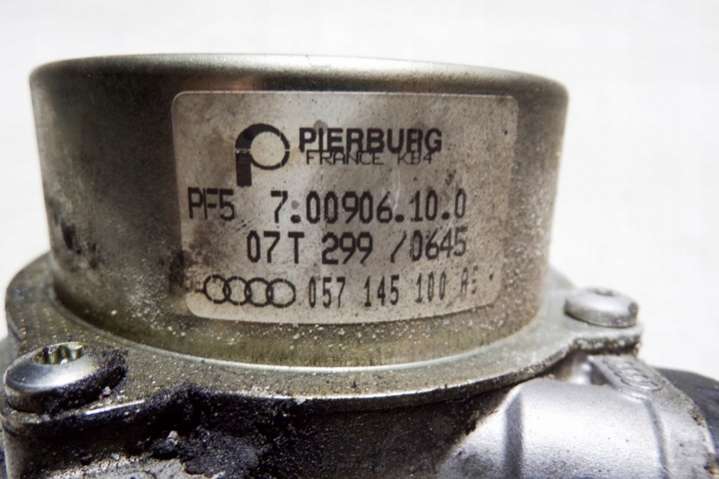 PIERBURG
FRANCE KB4
PF5 7.00906.10.0
07T 299 /0645
057 145 100